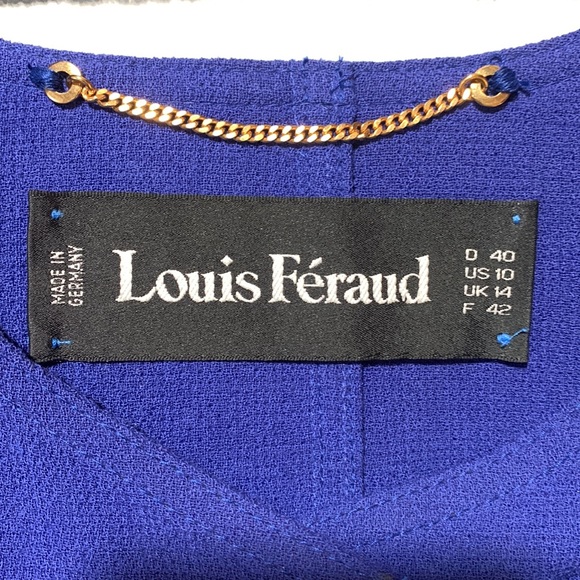 MADE IN
GERMANY
Louis Féraud
D 40
US 10
UK 14
F 42